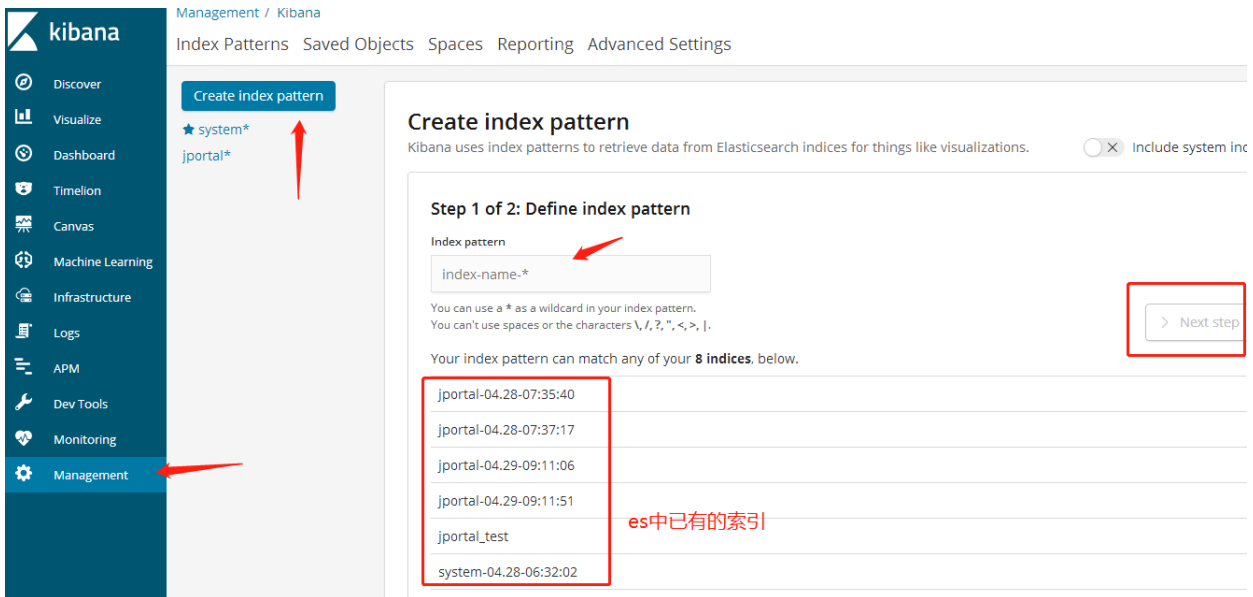 kibana
Discover
Visualize
Dashboard
Timelion
Canvas
Machine Learning
Infrastructure
Logs
APM
Dev Tools
Monitoring
Management
Management / Kibana
Index Patterns Saved Objects Spaces Reporting Advanced Settings
Create index pattern
★ system*
jportal*
Create index pattern
Kibana uses index patterns to retrieve data from Elasticsearch indices for things like visualizations.
Include system inc
Step 1 of 2: Define index pattern
Index pattern
index-name-*
You can use a * as a wildcard in your index pattern.
You can't use spaces or the characters \, /, ?, ", <, >, |.
> Next step
Your index pattern can match any of your 8 indices, below.
jportal-04.28-07:35:40
jportal-04.28-07:37:17
jportal-04.29-09:11:06
jportal-04.29-09:11:51
jportal_test
system-04.28-06:32:02
es中已有的索引